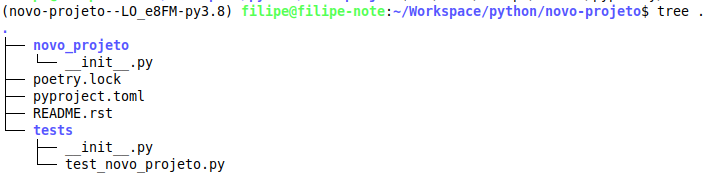 (novo-projeto--LO_e8FM-py3.8) filipe@filipe-note:~/Workspace/python/novo-projeto$ tree .
.
├── novo_projeto
│   └── __init__.py
├── poetry.lock
├── pyproject.toml
├── README.rst
└── tests
    ├── __init__.py
    └── test_novo_projeto.py